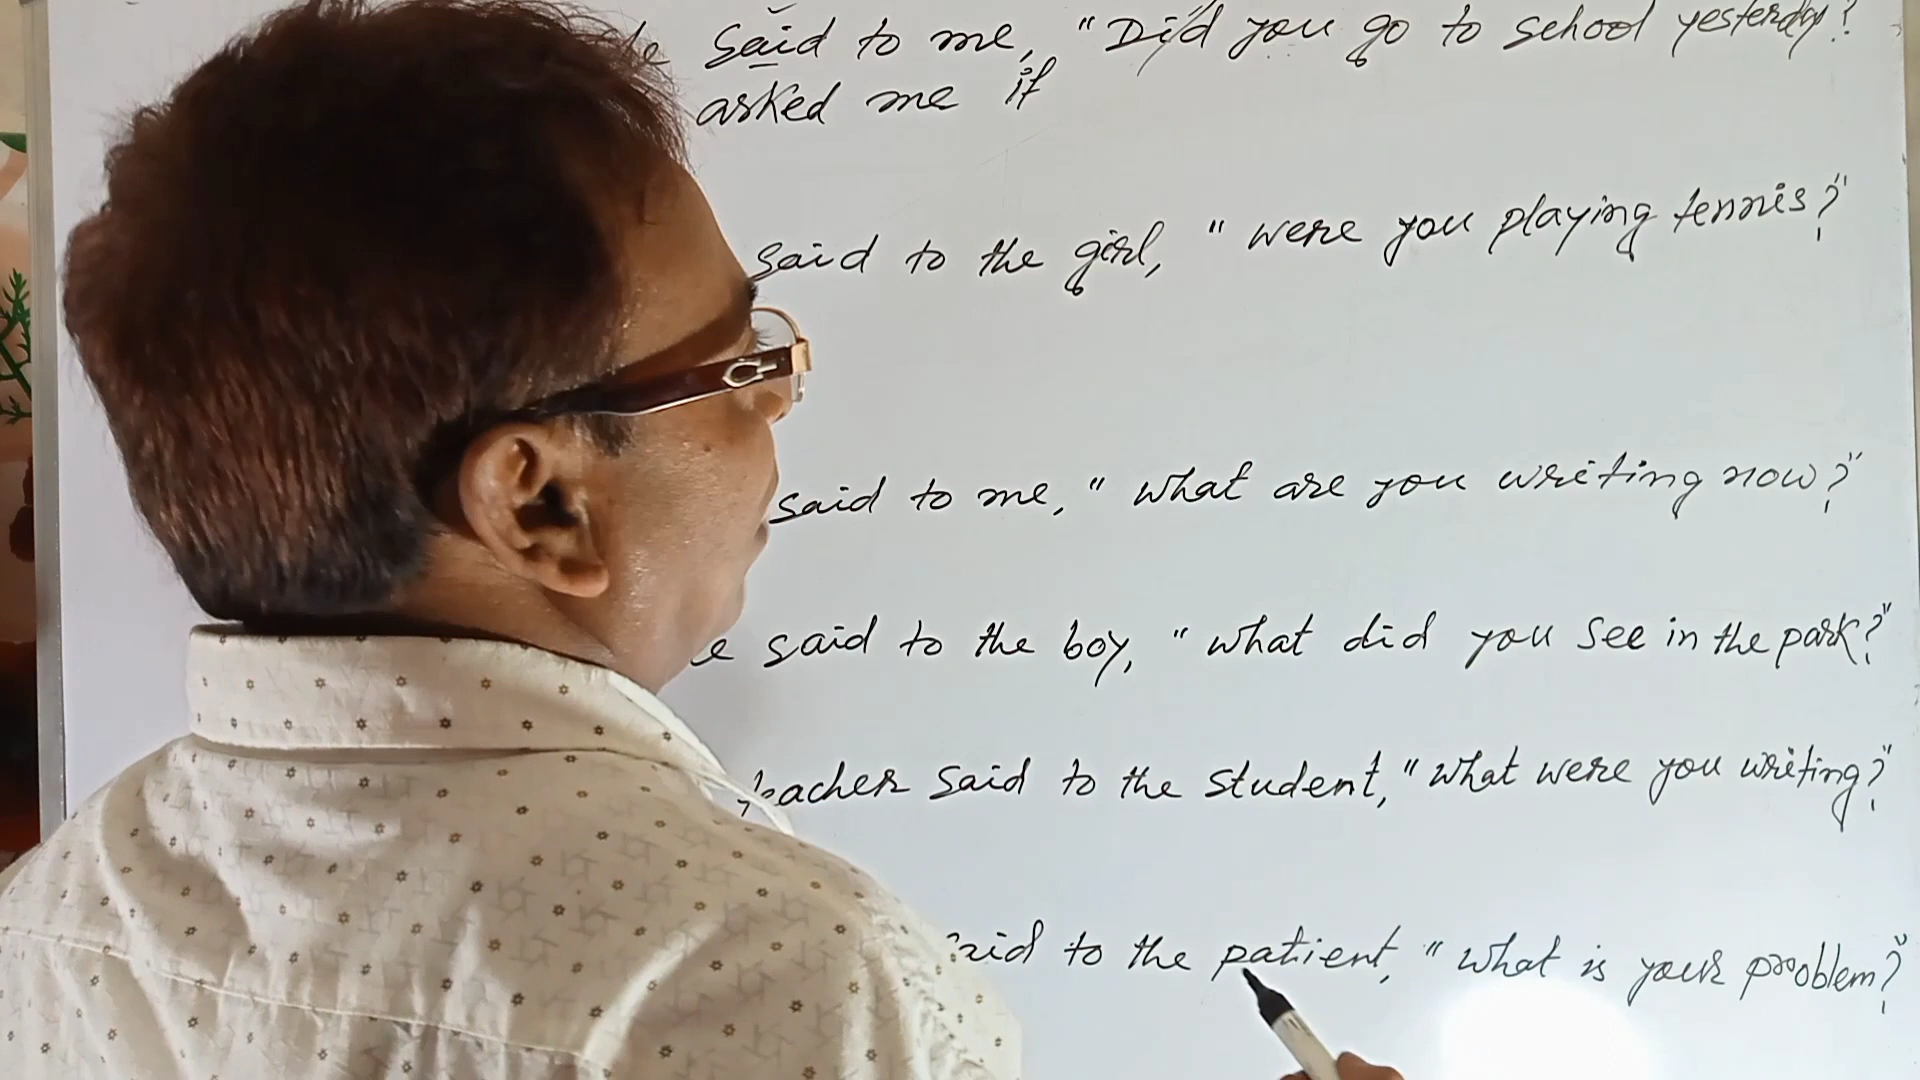 said to me, "Did you go to school yesterday?
asked me if
said to the girl, "were you playing tennis?"
said to me, "what are you writing now?"
said to the boy, "what did you see in the park?"
teacher said to the student, "what were you writing?"
said to the patient, "what is your problem?"